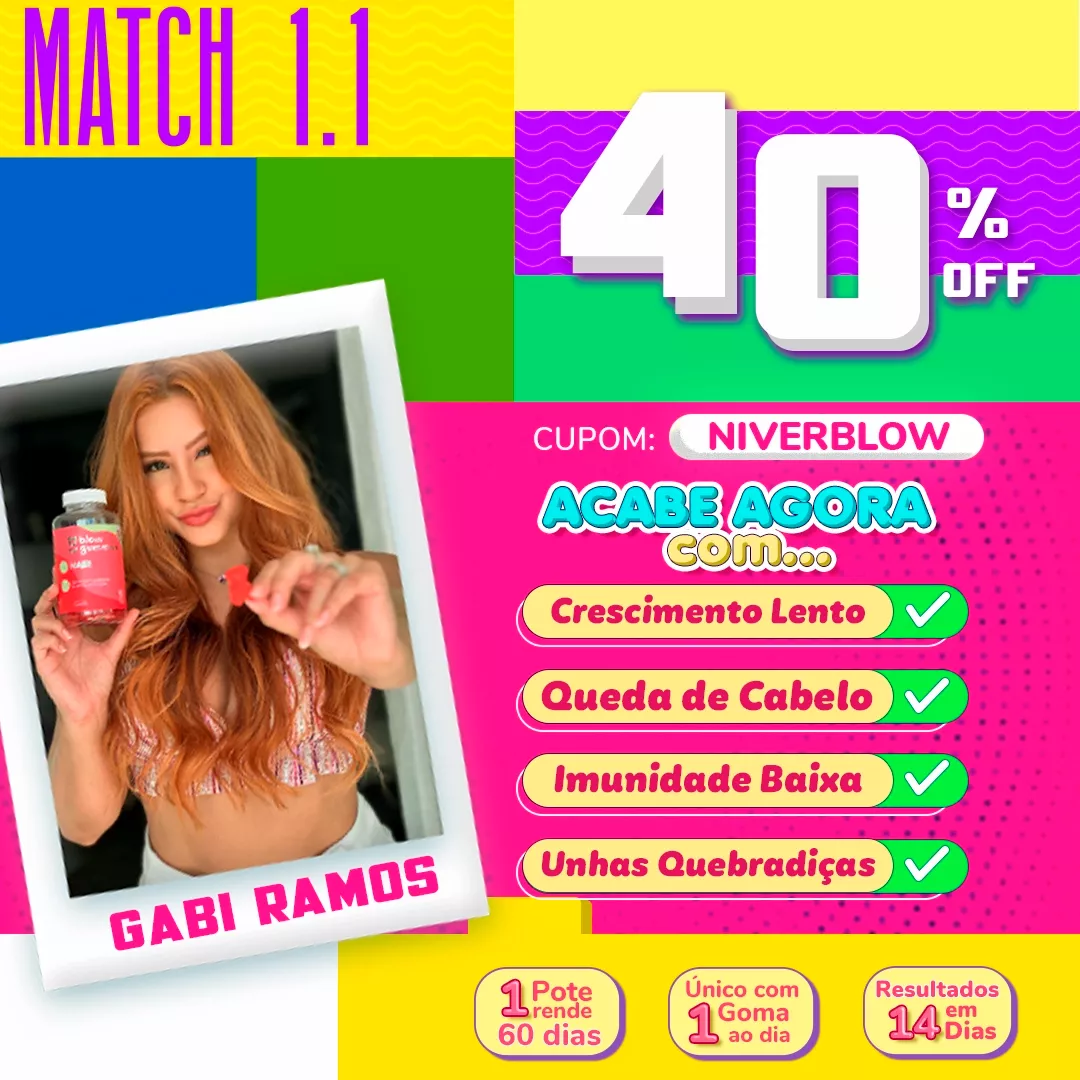 MATCH 1.1
40
%
OFF
CUPOM: NIVERBLOW
ACABE AGORA
com...
Crescimento Lento
Queda de Cabelo
Imunidade Baixa
Unhas Quebradiças
HAIR
GABI RAMOS
1 Pote
rende
60 dias
Único com
1 Goma
ao dia
Resultados
14 em
Dias